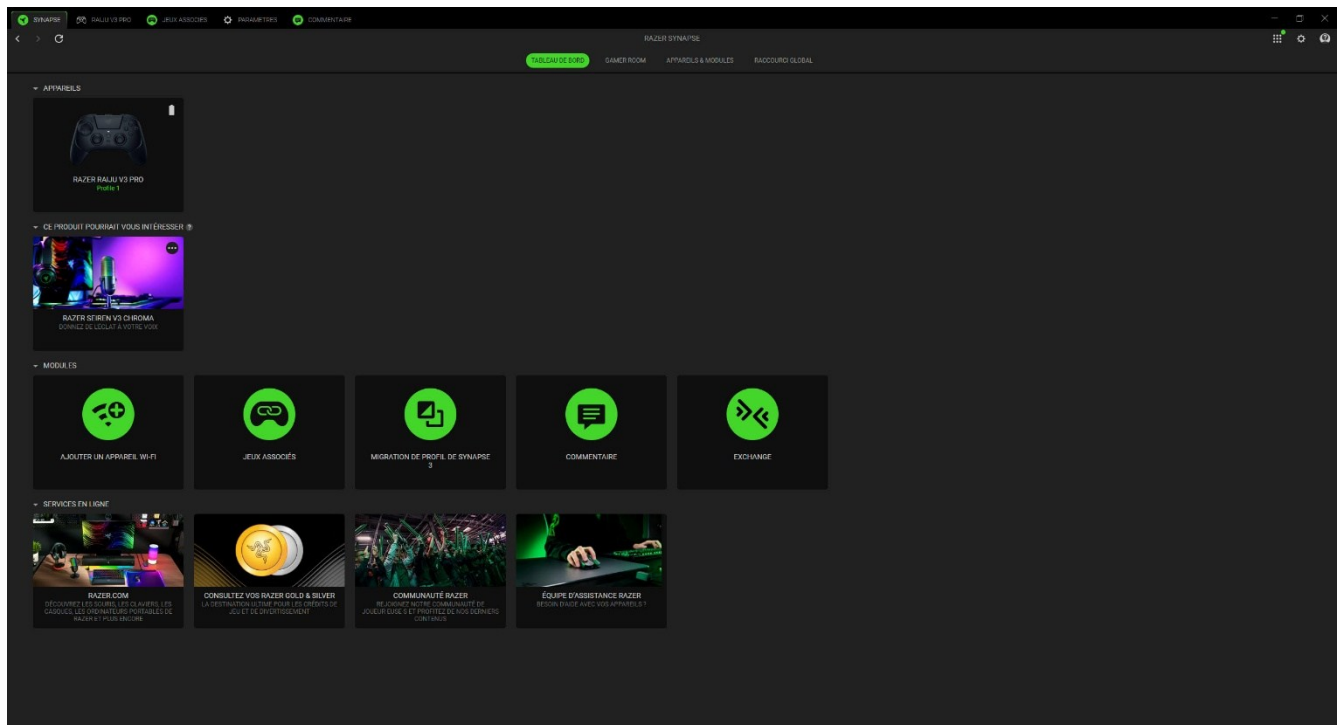 SYNAPSE RAIJU V3 PRO JEUX ASSOCIÉS PARAMÈTRES COMMENTAIRE
RAZER SYNAPSE
TABLEAU DE BORD GAMER ROOM APPAREILS & MODULES RACCOURCI GLOBAL
APPAREILS
RAZER RAIJU V3 PRO
Profile 1
CE PRODUIT POURRAIT VOUS INTÉRESSER ?
RAZER SEIREN V3 CHROMA
DONNEZ DE L'ÉCLAT À VOTRE VOIX
MODULES
AJOUTER UN APPAREIL WI-FI
JEUX ASSOCIÉS
MIGRATION DE PROFIL DE SYNAPSE
3
COMMENTAIRE
EXCHANGE
SERVICES EN LIGNE
RAZER.COM
DÉCOUVREZ LES SOURIS, LES CLAVIERS, LES
CASQUES, LES ORDINATEURS PORTABLES DE
RAZER ET PLUS ENCORE
CONSULTEZ VOS RAZER GOLD & SILVER
LA DESTINATION ULTIME POUR LES CRÉDITS DE
JEU ET DE DIVERTISSEMENT
COMMUNAUTÉ RAZER
REJOIGNEZ NOTRE COMMUNAUTÉ DE
JOUEUR·EUSE·S ET PROFITEZ DE NOS DERNIERS
CONTENUS
ÉQUIPE D'ASSISTANCE RAZER
BESOIN D'AIDE AVEC VOS APPAREILS ?